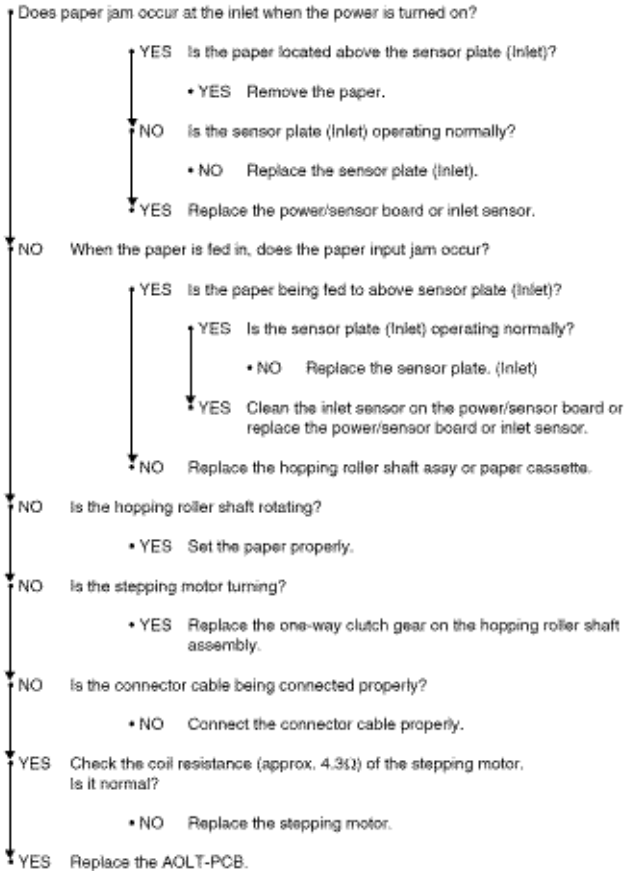 • Does paper jam occur at the inlet when the power is turned on?
• YES Is the paper located above the sensor plate (Inlet)?
• YES Remove the paper.
• NO Is the sensor plate (Inlet) operating normally?
• NO Replace the sensor plate (Inlet).
• YES Replace the power/sensor board or inlet sensor.
• NO When the paper is fed in, does the paper input jam occur?
• YES Is the paper being fed to above sensor plate (Inlet)?
• YES Is the sensor plate (Inlet) operating normally?
• NO Replace the sensor plate. (Inlet)
• YES Clean the inlet sensor on the power/sensor board or
replace the power/sensor board or inlet sensor.
• NO Replace the hopping roller shaft assy or paper cassette.
• NO Is the hopping roller shaft rotating?
• YES Set the paper properly.
• NO Is the stepping motor turning?
• YES Replace the one-way clutch gear on the hopping roller shaft
assembly.
• NO Is the connector cable being connected properly?
• NO Connect the connector cable properly.
• YES Check the coil resistance (approx. 4.3Ω) of the stepping motor.
Is it normal?
• NO Replace the stepping motor.
• YES Replace the AOLT-PCB.